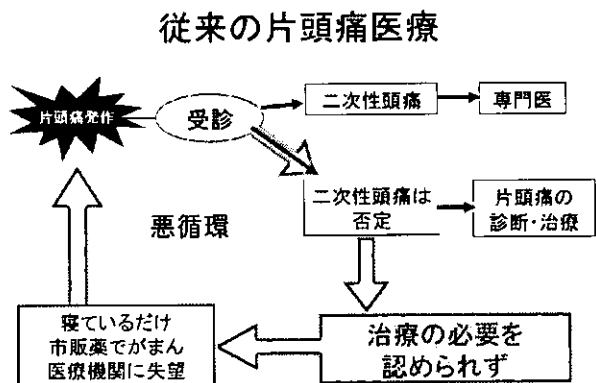 従来の片頭痛医療
片頭痛発作
受診
二次性頭痛
専門医
二次性頭痛は
否定
片頭痛の
診断・治療
悪循環
治療の必要を
認められず
寝ているだけ
市販薬でがまん
医療機関に失望